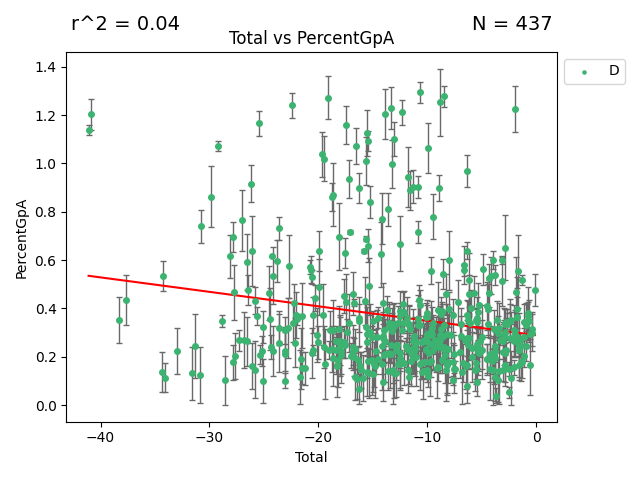 r^2 = 0.04
N = 437
Total vs PercentGpA
D
1.4
1.2
1.0
0.8
0.6
0.4
0.2
0.0
PercentGpA
−40 −30 −20 −10 0
Total